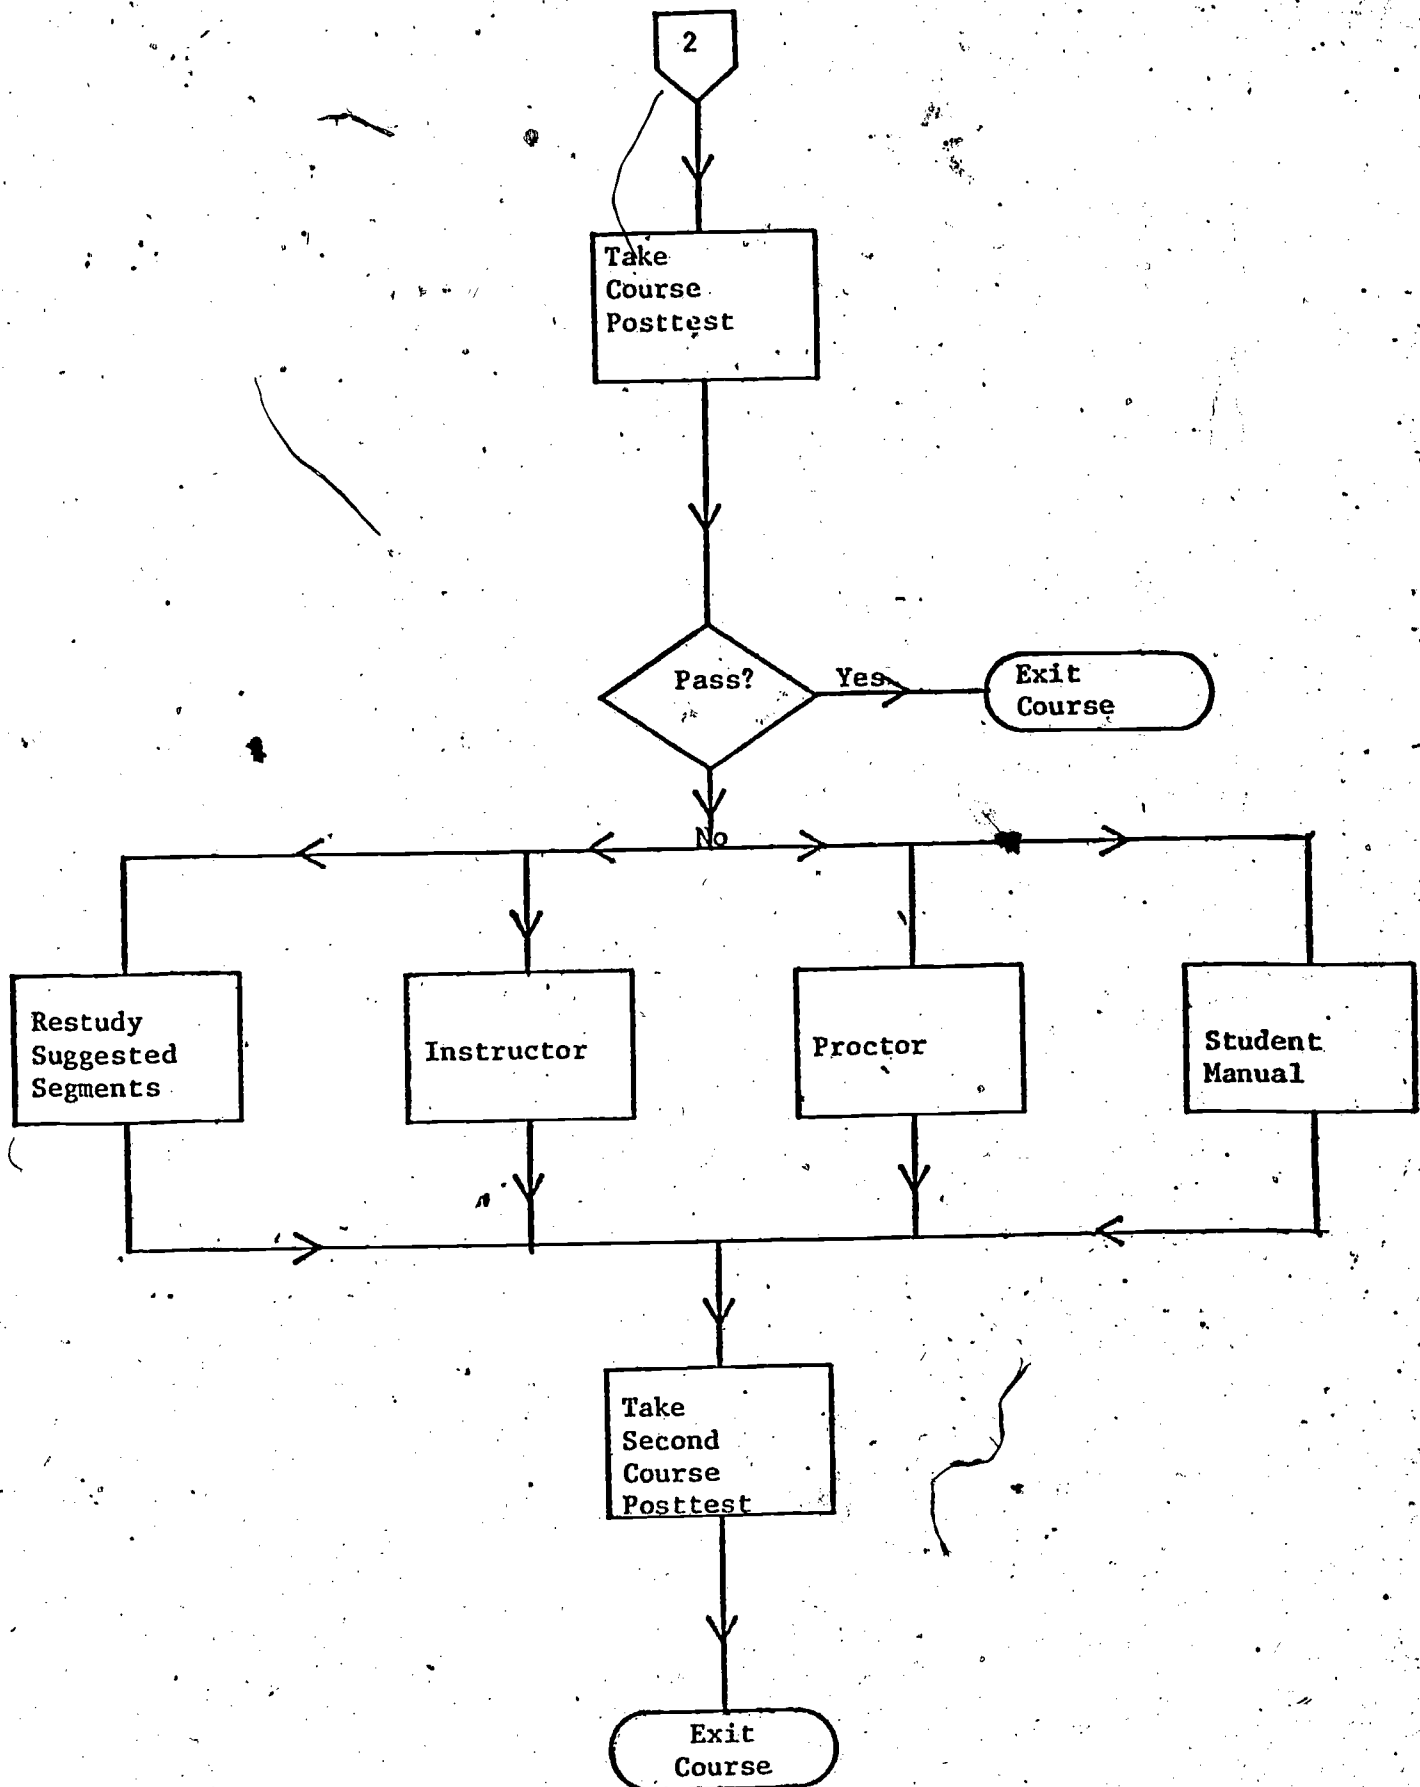 2
Take
Course
Posttest
Pass?
Yes
Exit
Course
No
Restudy
Suggested
Segments
Instructor
Proctor
Student
Manual
Take
Second
Course
Posttest
Exit
Course